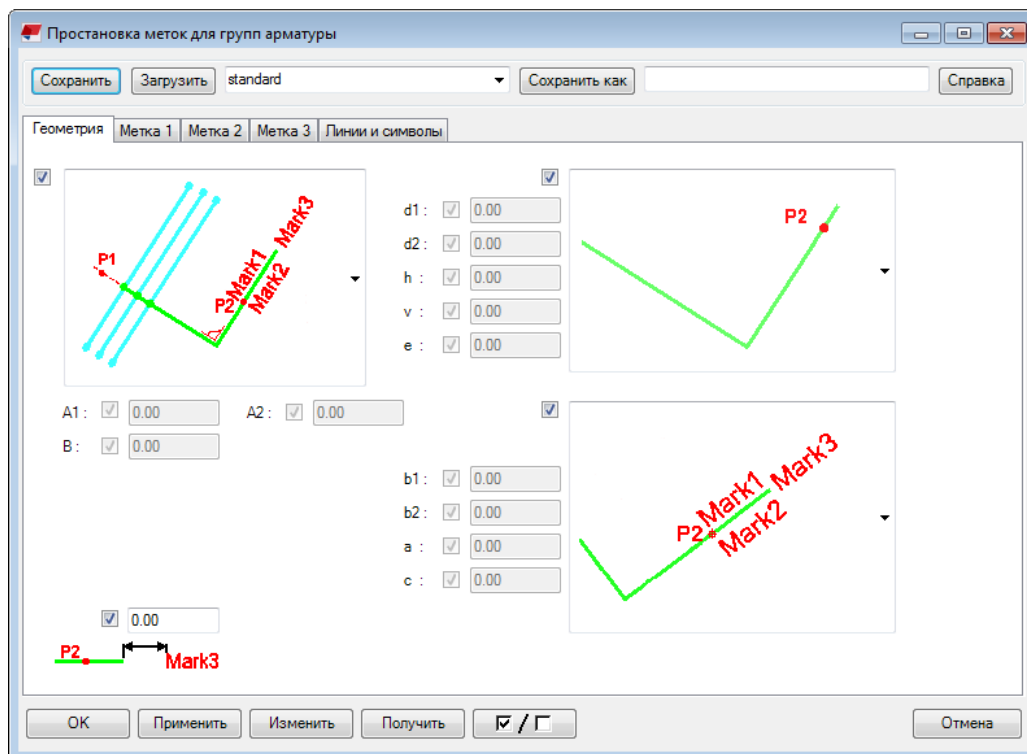 Простановка меток для групп арматуры
Сохранить Загрузить standard Сохранить как Справка
Геометрия Метка 1 Метка 2 Метка 3 Линии и символы
P1
P2
Mark1
Mark2
Mark3
d1 : 0.00
d2 : 0.00
h : 0.00
v : 0.00
e : 0.00
P2
A1 : 0.00 A2 : 0.00
B : 0.00
b1 : 0.00
b2 : 0.00
a : 0.00
c : 0.00
P2
Mark1
Mark2
Mark3
0.00
P2
Mark3
OK Применить Изменить Получить / Отмена